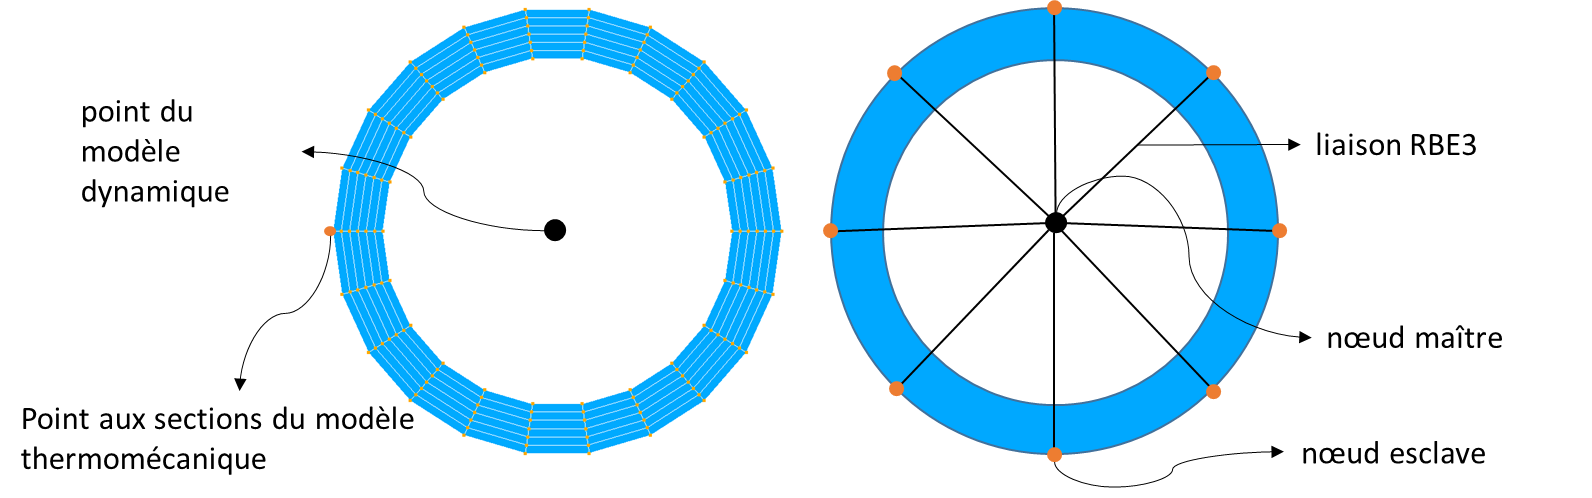 point du
modèle
dynamique
Point aux sections du modèle
thermomécanique
liaison RBE3
nœud maître
nœud esclave